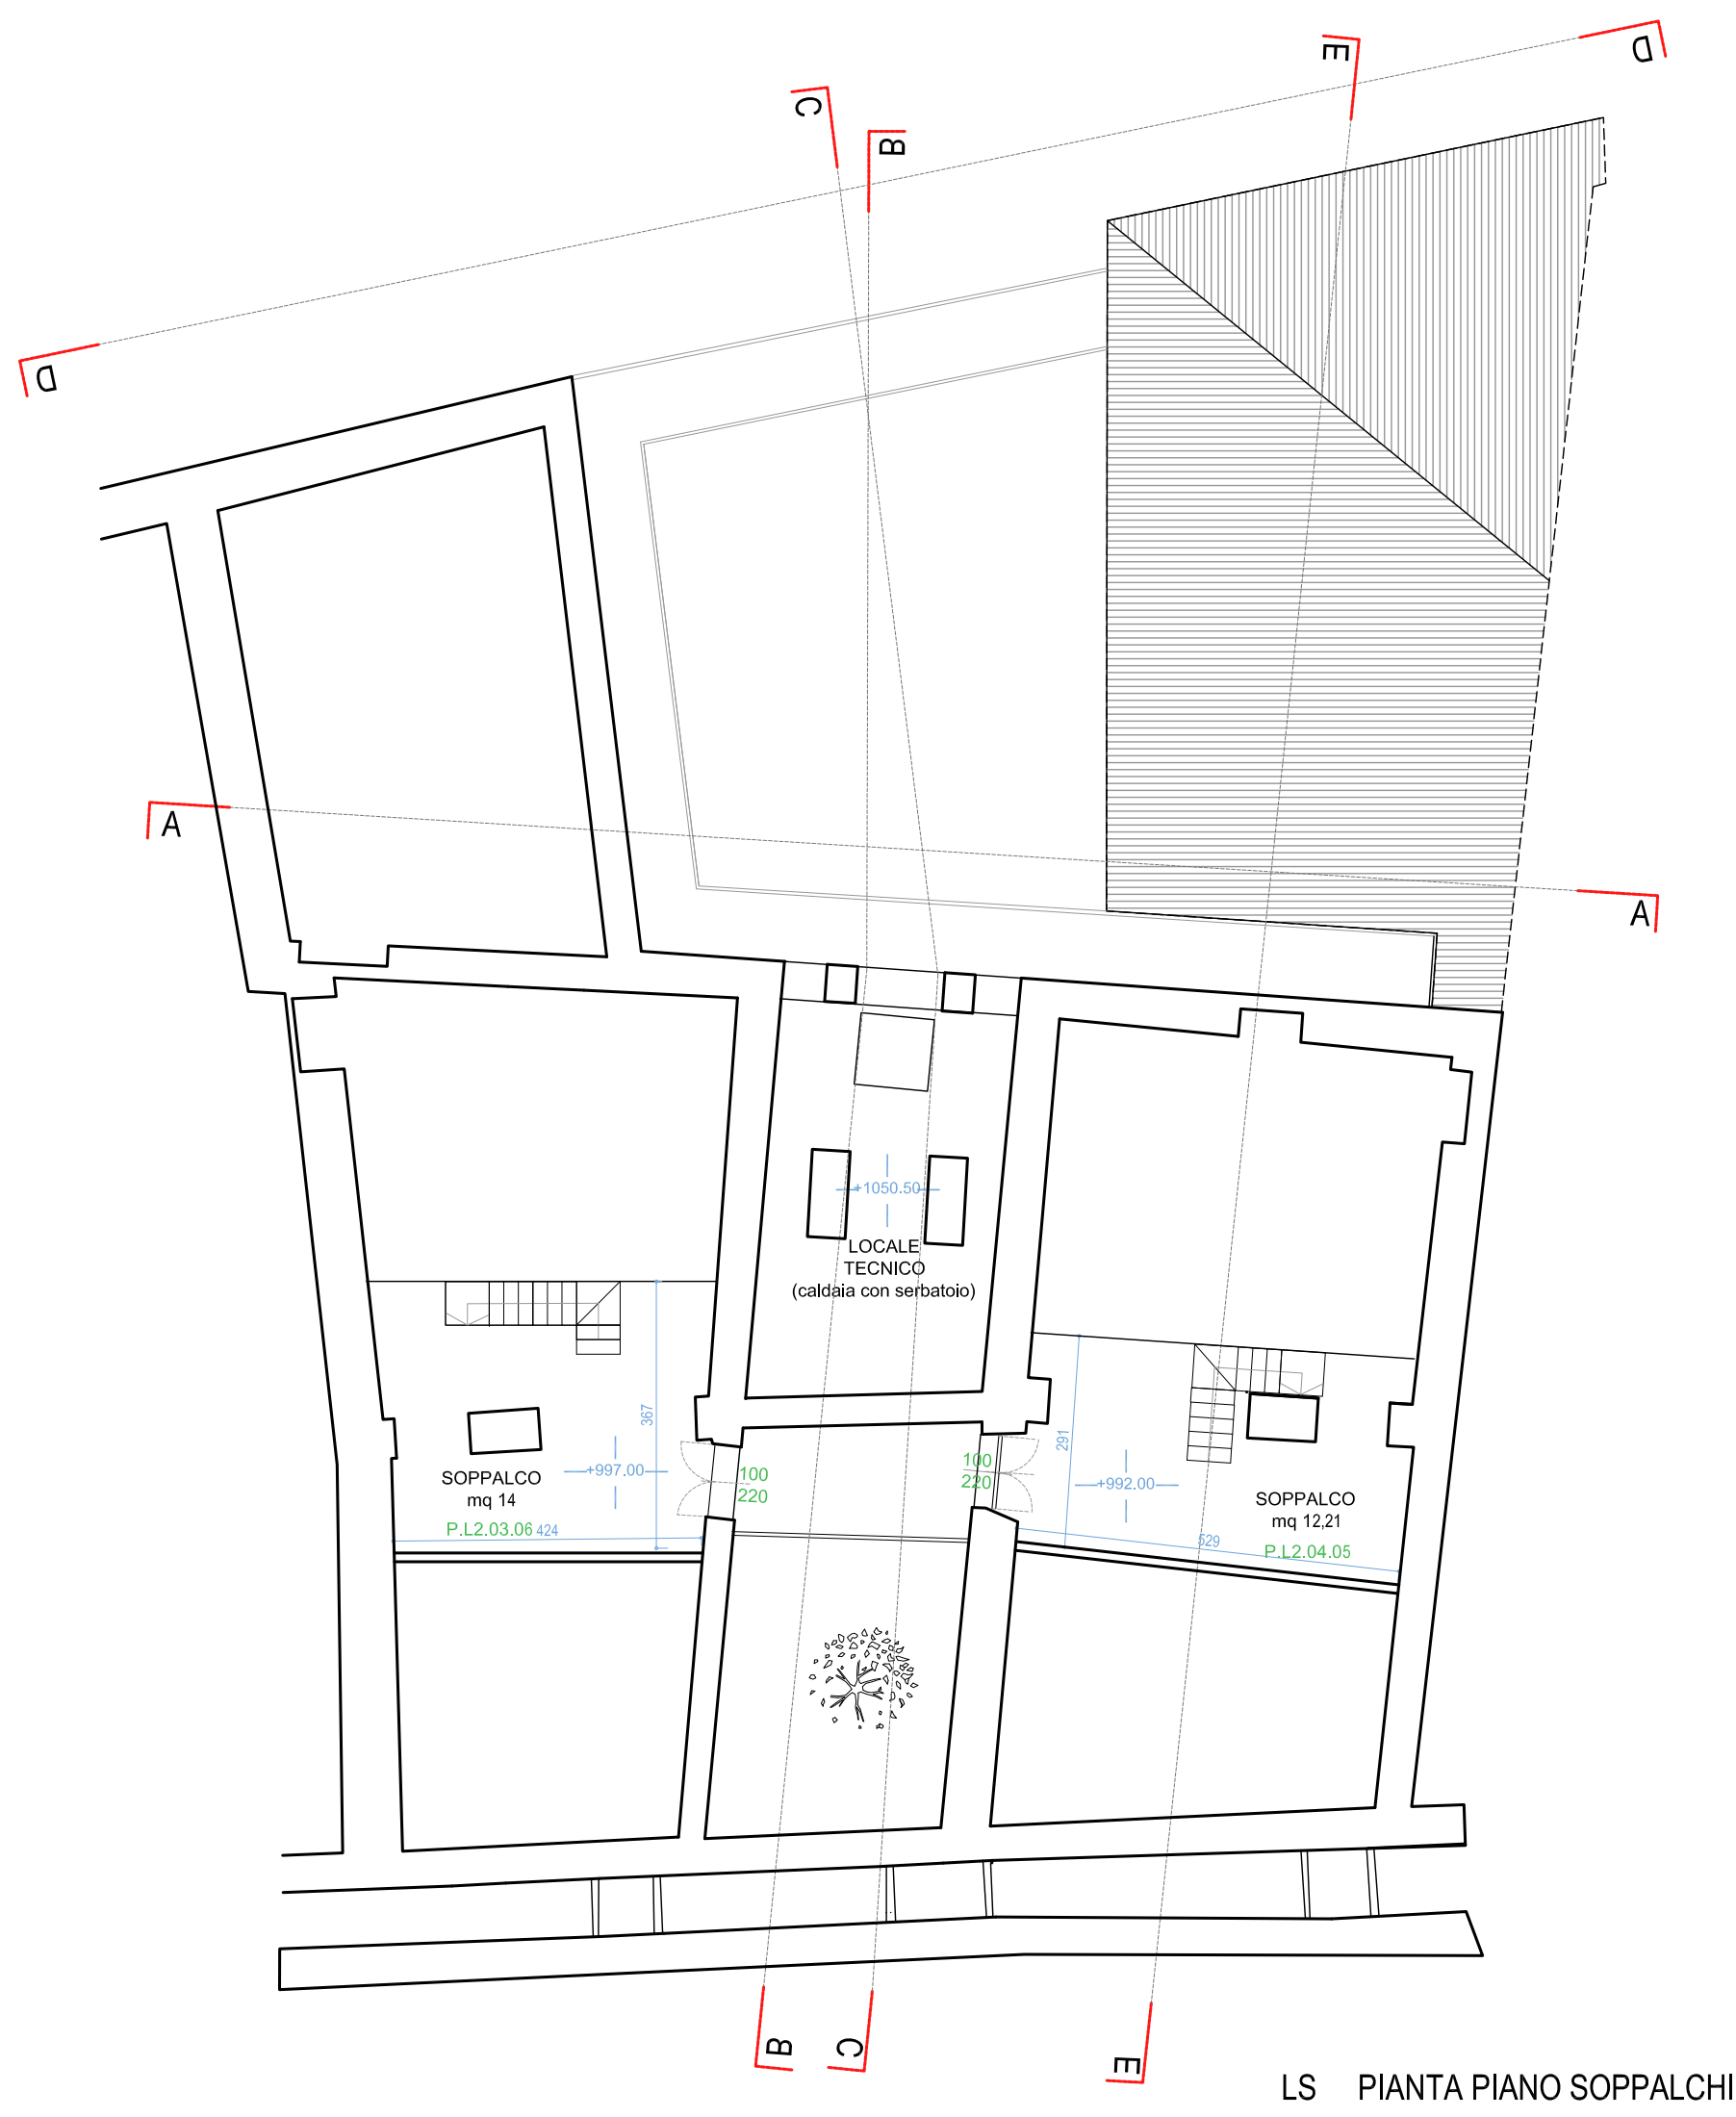 D
E
C
B
D
A
A
+1050.50
LOCALE
TECNICO
(caldaia con serbatoio)
367
291
+997.00
SOPPALCO
mq 14
P.L2.03.06
424
100
220
100
220
+992.00
SOPPALCO
mq 12,21
529
P.L2.04.05
B
C
E
LS PIANTA PIANO SOPPALCHI